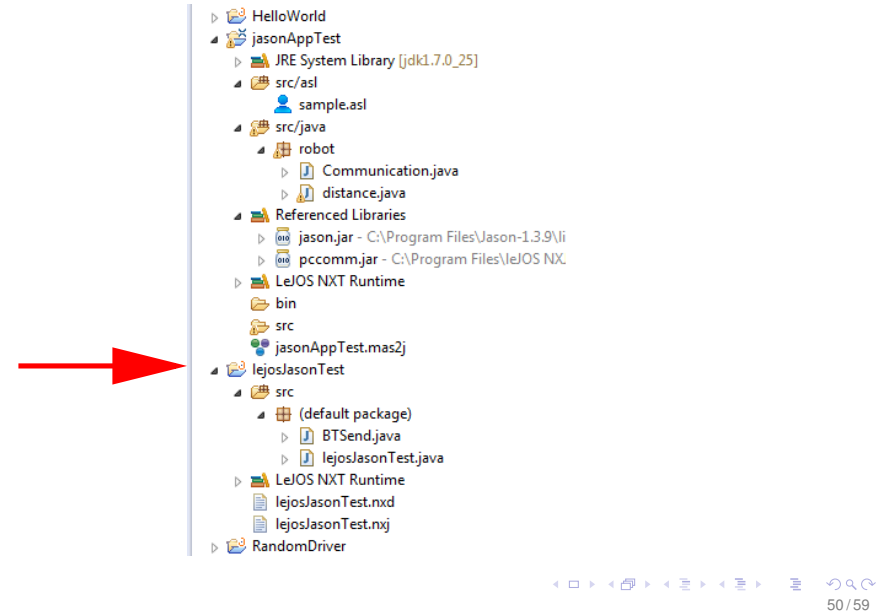 HelloWorld
jasonAppTest
JRE System Library [jdk1.7.0_25]
src/asl
sample.asl
src/java
robot
Communication.java
distance.java
Referenced Libraries
jason.jar - C:\Program Files\Jason-1.3.9\li
pccomm.jar - C:\Program Files\leJOS NX
LeJOS NXT Runtime
bin
src
jasonAppTest.mas2j
lejosJasonTest
src
(default package)
BTSend.java
lejosJasonTest.java
LeJOS NXT Runtime
lejosJasonTest.nxd
lejosJasonTest.nxj
RandomDriver
50 / 59